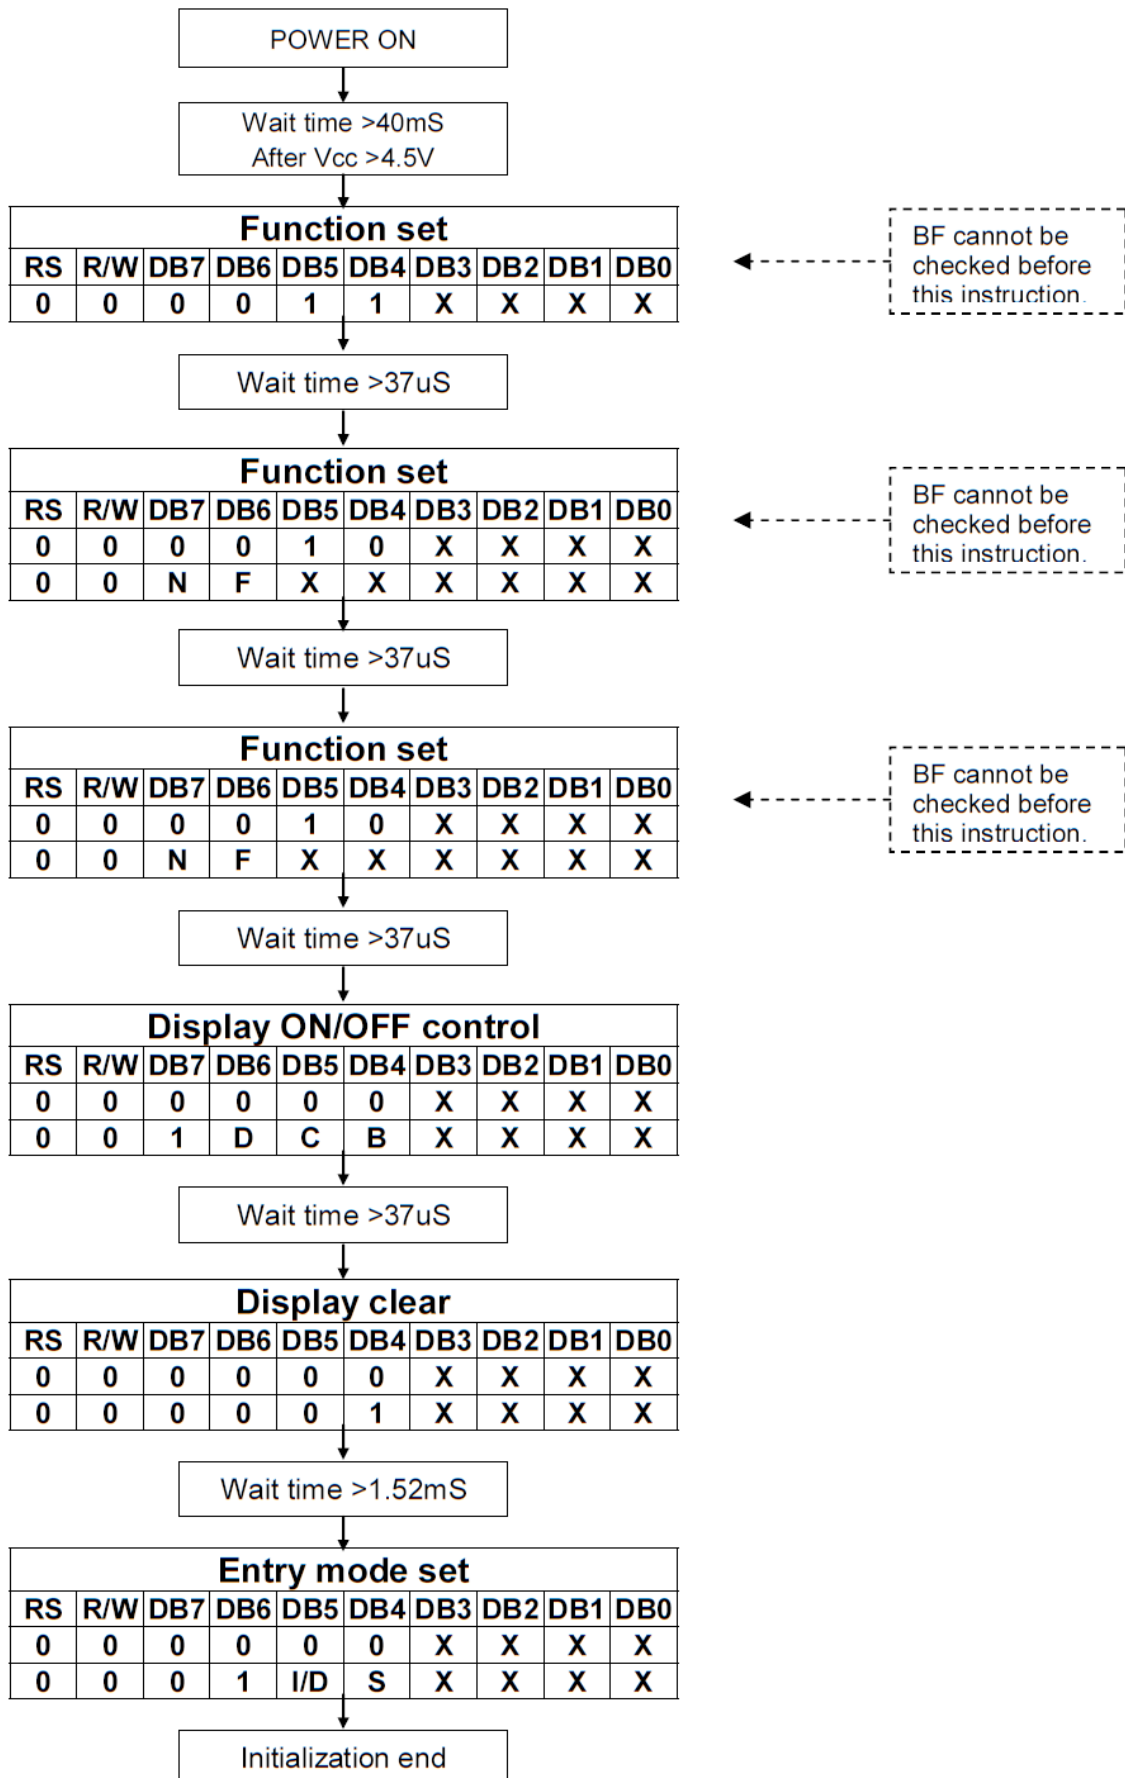 POWER ON
Wait time >40mS
After Vcc >4.5V
Function set
RS R/W DB7 DB6 DB5 DB4 DB3 DB2 DB1 DB0
0 0 0 0 1 1 X X X X
BF cannot be
checked before
this instruction.
Wait time >37uS
Function set
RS R/W DB7 DB6 DB5 DB4 DB3 DB2 DB1 DB0
0 0 0 0 1 0 X X X X
0 0 N F X X X X X X
BF cannot be
checked before
this instruction.
Wait time >37uS
Function set
RS R/W DB7 DB6 DB5 DB4 DB3 DB2 DB1 DB0
0 0 0 0 1 0 X X X X
0 0 N F X X X X X X
BF cannot be
checked before
this instruction.
Wait time >37uS
Display ON/OFF control
RS R/W DB7 DB6 DB5 DB4 DB3 DB2 DB1 DB0
0 0 0 0 0 0 X X X X
0 0 1 D C B X X X X
Wait time >37uS
Display clear
RS R/W DB7 DB6 DB5 DB4 DB3 DB2 DB1 DB0
0 0 0 0 0 0 X X X X
0 0 0 0 0 1 X X X X
Wait time >1.52mS
Entry mode set
RS R/W DB7 DB6 DB5 DB4 DB3 DB2 DB1 DB0
0 0 0 0 0 0 X X X X
0 0 0 1 I/D S X X X X
Initialization end